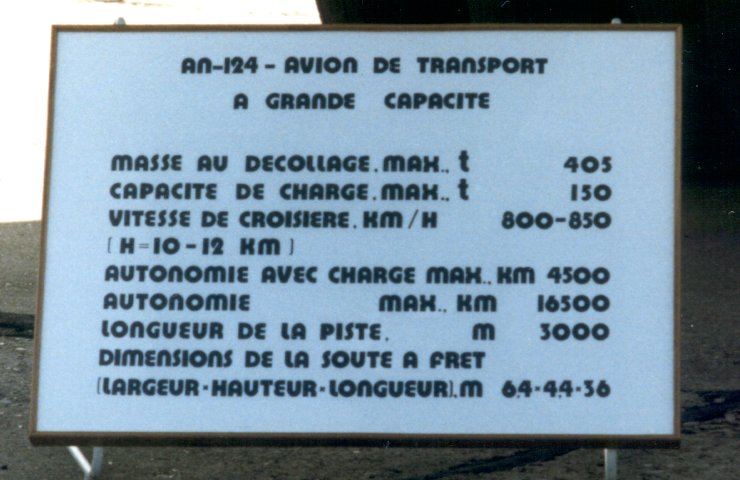 AN-124 - AVION DE TRANSPORT
A GRANDE CAPACITE
MASSE AU DECOLLAGE, MAX., t 405
CAPACITE DE CHARGE, MAX., t 150
VITESSE DE CROISIERE, KM/H 800-850
(H=10-12 KM)
AUTONOMIE AVEC CHARGE MAX., KM 4500
AUTONOMIE MAX., KM 16500
LONGUEUR DE LA PISTE, M 3000
DIMENSIONS DE LA SOUTE A FRET
(LARGEUR×HAUTEUR×LONGUEUR), M 6,4×4,4×36